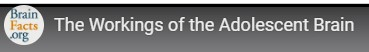 Brain
Facts
.org
The Workings of the Adolescent Brain